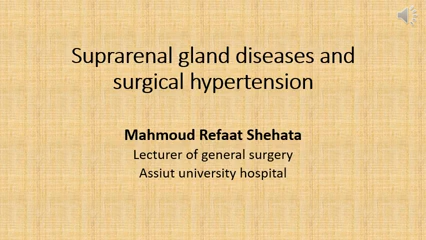 Suprarenal gland diseases and
surgical hypertension
Mahmoud Refaat Shehata
Lecturer of general surgery
Assiut university hospital